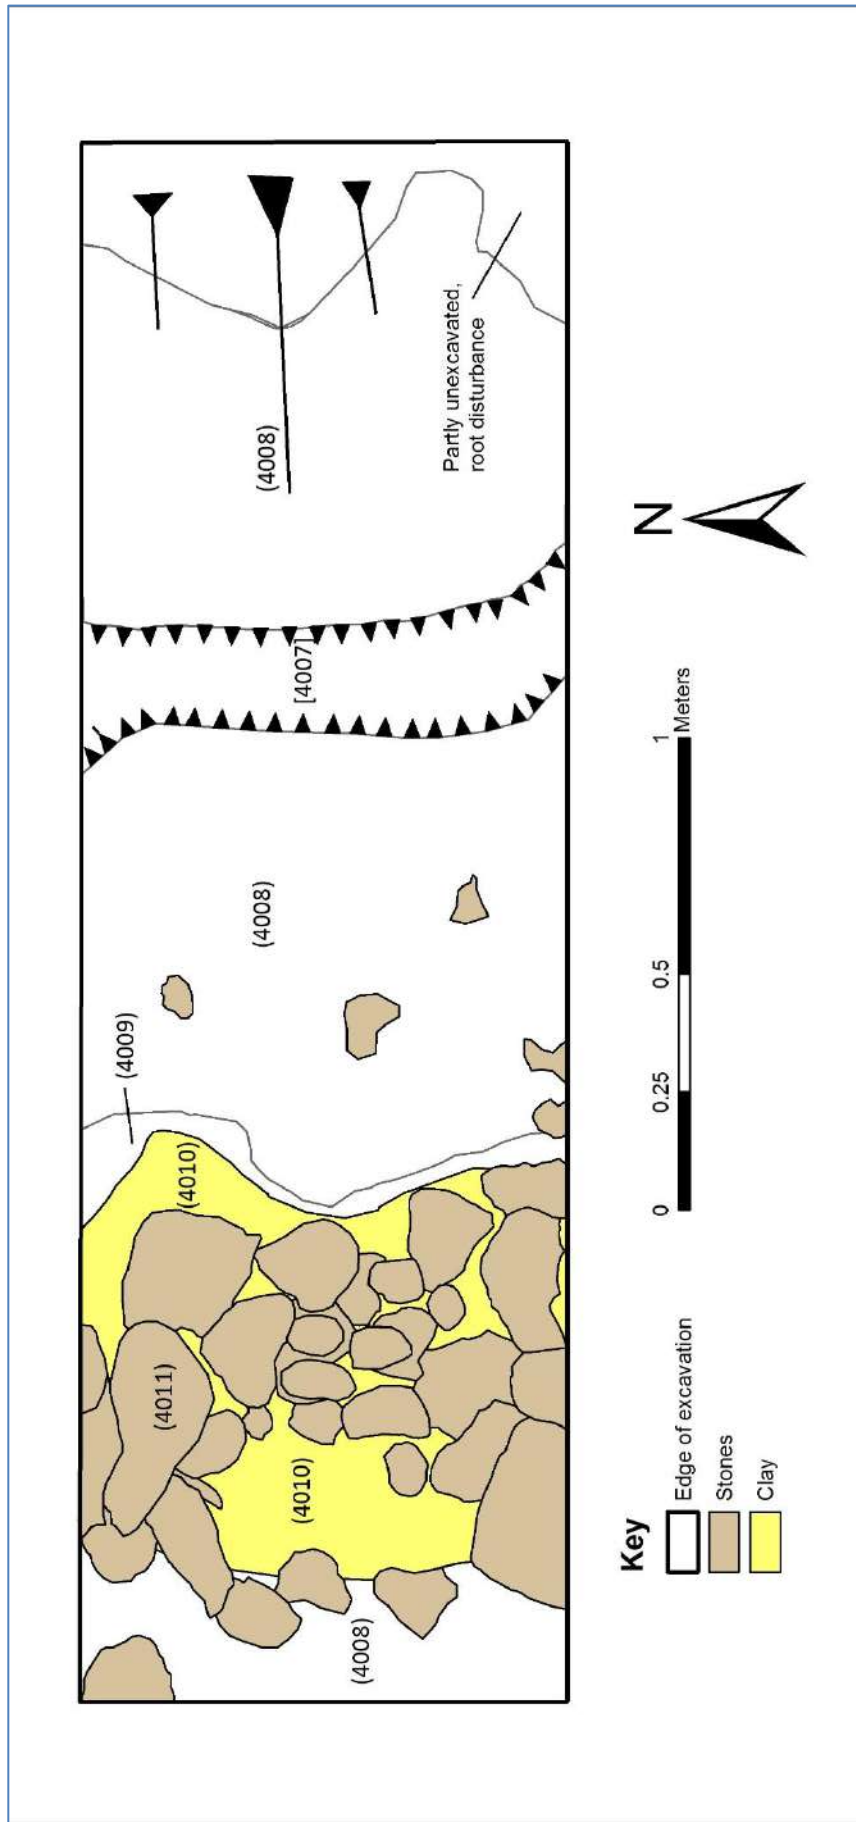 (4008)
Partly unexcavated,
root disturbance
[4007]
(4008)
(4009)
(4010)
(4011)
(4010)
(4008)
N
0
0.25
0.5
1
Meters
Key
Edge of excavation
Stones
Clay